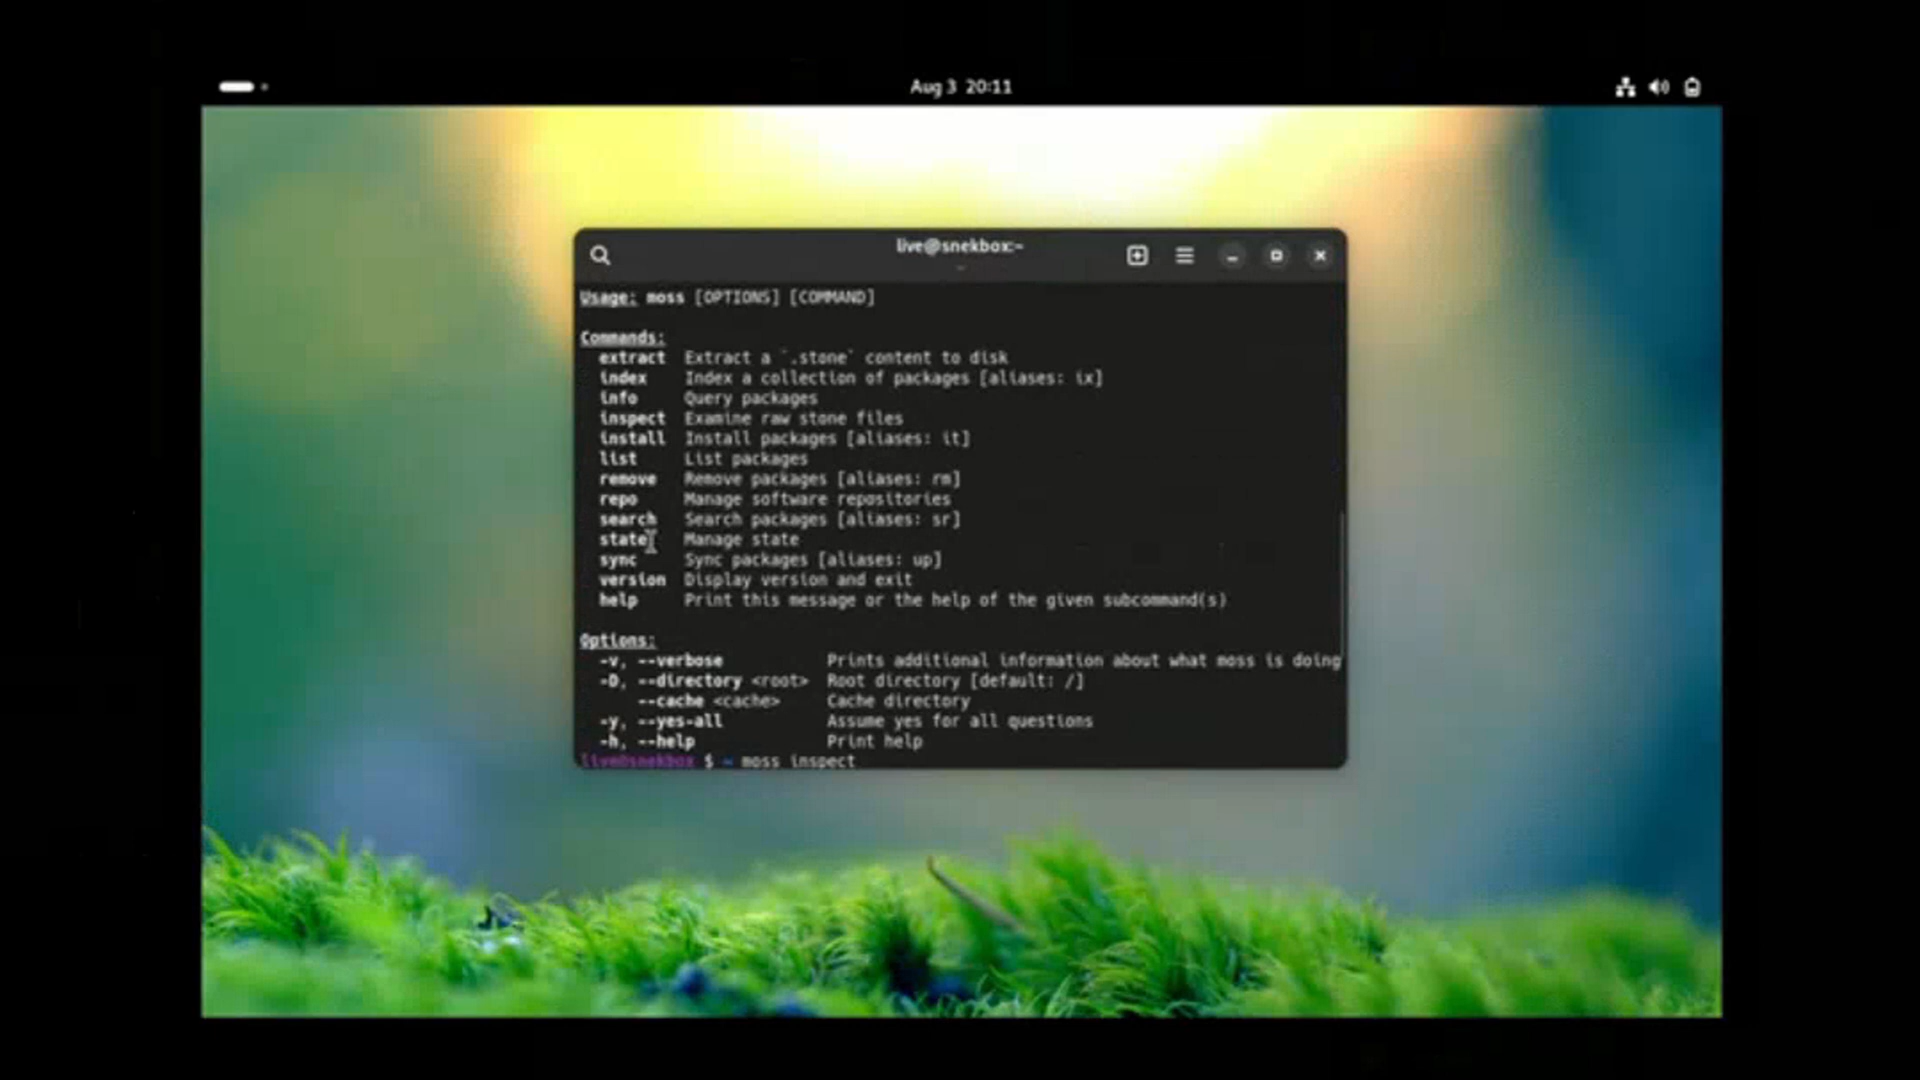 Aug 3 20:11
live@snekbox:~
Usage: moss [OPTIONS] [COMMAND]
Commands:
extract Extract a `.stone` content to disk
index Index a collection of packages [aliases: ix]
info Query packages
inspect Examine raw stone files
install Install packages [aliases: it]
list List packages
remove Remove packages [aliases: rm]
repo Manage software repositories
search Search packages [aliases: sr]
state Manage state
sync Sync packages [aliases: up]
version Display version and exit
help Print this message or the help of the given subcommand(s)
Options:
-v, --verbose Prints additional information about what moss is doing
-D, --directory <root> Root directory [default: /]
--cache <cache> Cache directory
-y, --yes-all Assume yes for all questions
-h, --help Print help
live@snekbox $ ~ moss inspect